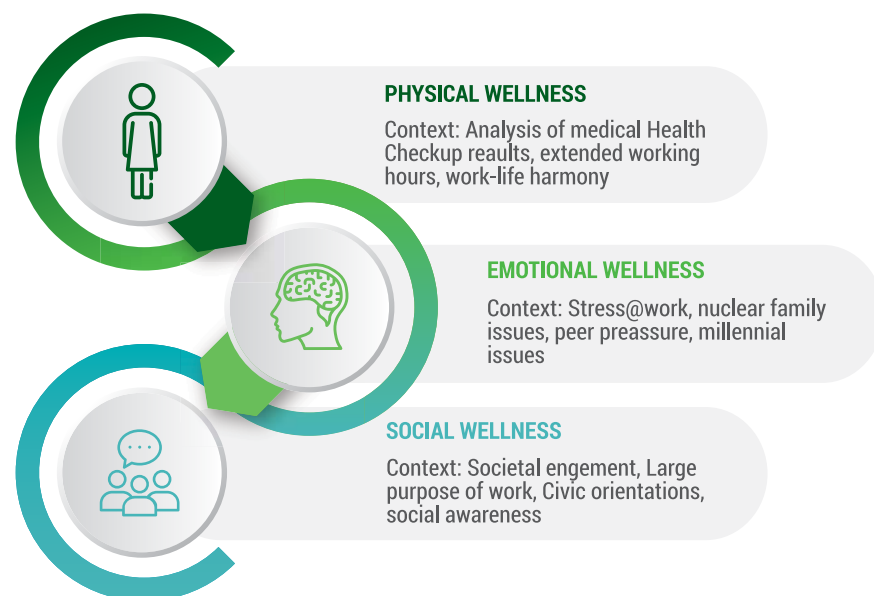 PHYSICAL WELLNESS
Context: Analysis of medical Health
Checkup reaults, extended working
hours, work-life harmony
EMOTIONAL WELLNESS
Context: Stress@work, nuclear family
issues, peer preassure, millennial
issues
SOCIAL WELLNESS
Context: Societal engement, Large
purpose of work, Civic orientations,
social awareness